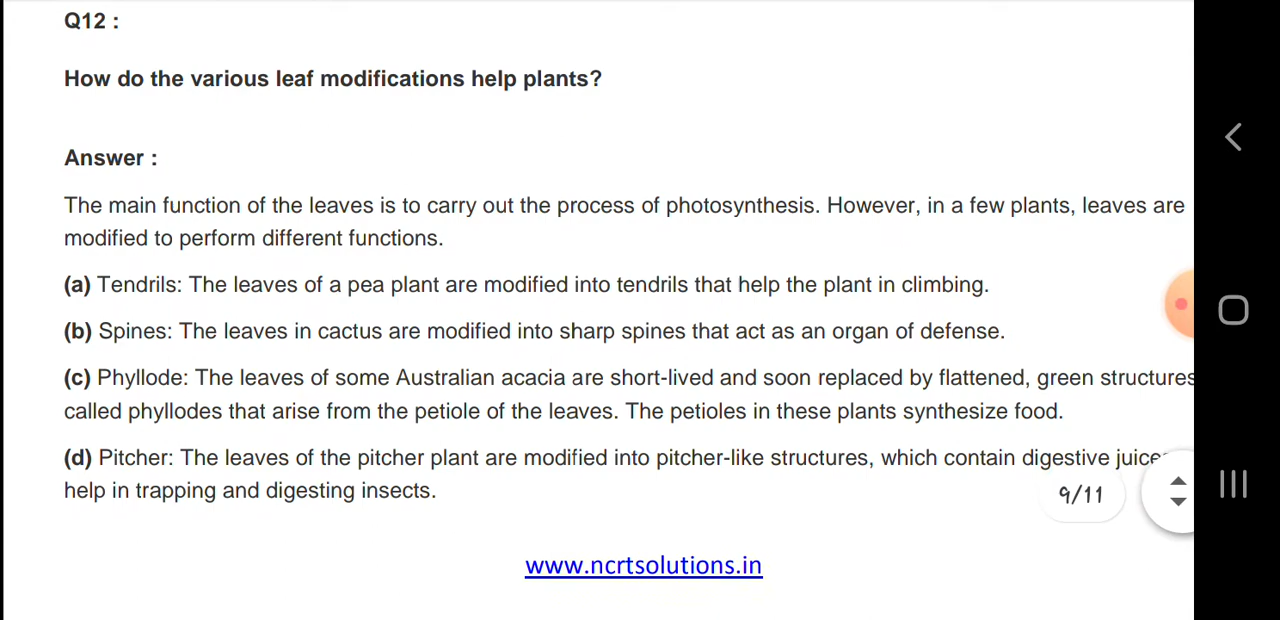 Q12 :
How do the various leaf modifications help plants?
Answer :
The main function of the leaves is to carry out the process of photosynthesis. However, in a few plants, leaves are
modified to perform different functions.
(a) Tendrils: The leaves of a pea plant are modified into tendrils that help the plant in climbing.
(b) Spines: The leaves in cactus are modified into sharp spines that act as an organ of defense.
(c) Phyllode: The leaves of some Australian acacia are short-lived and soon replaced by flattened, green structures
called phyllodes that arise from the petiole of the leaves. The petioles in these plants synthesize food.
(d) Pitcher: The leaves of the pitcher plant are modified into pitcher-like structures, which contain digestive
help in trapping and digesting insects.
9/11
www.ncrtsolutions.in